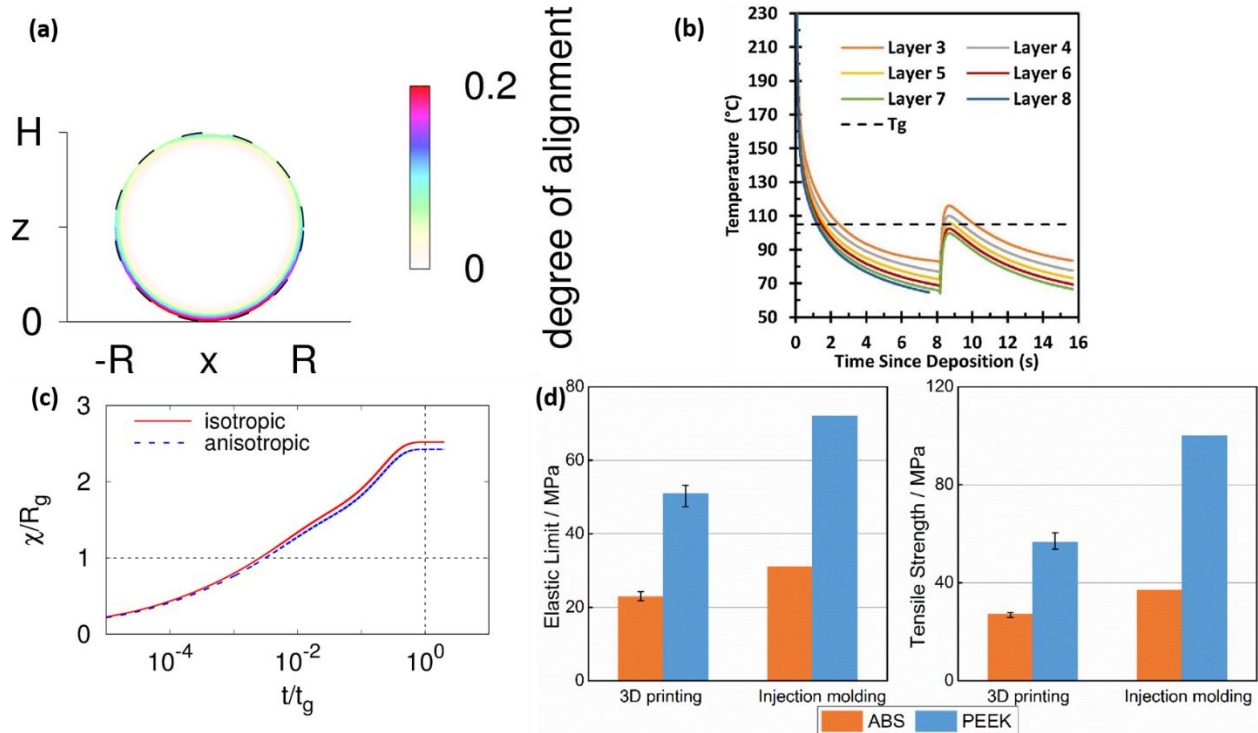 (a)
H
z
0
-R x R
0.2
0
degree of alignment
(b)
230
210
190
170
150
130
110
90
70
50
Temperature (°C)
Layer 3 Layer 4
Layer 5 Layer 6
Layer 7 Layer 8
Tg
0 2 4 6 8 10 12 14 16
Time Since Deposition (s)
(c)
3
2
1
0
χ/R_g
isotropic
anisotropic
10⁻⁴ 10⁻² 10⁰
t/t_g
(d)
80
60
40
20
0
Elastic Limit / MPa
3D printing Injection molding
120
80
40
0
Tensile Strength / MPa
3D printing Injection molding
ABS PEEK